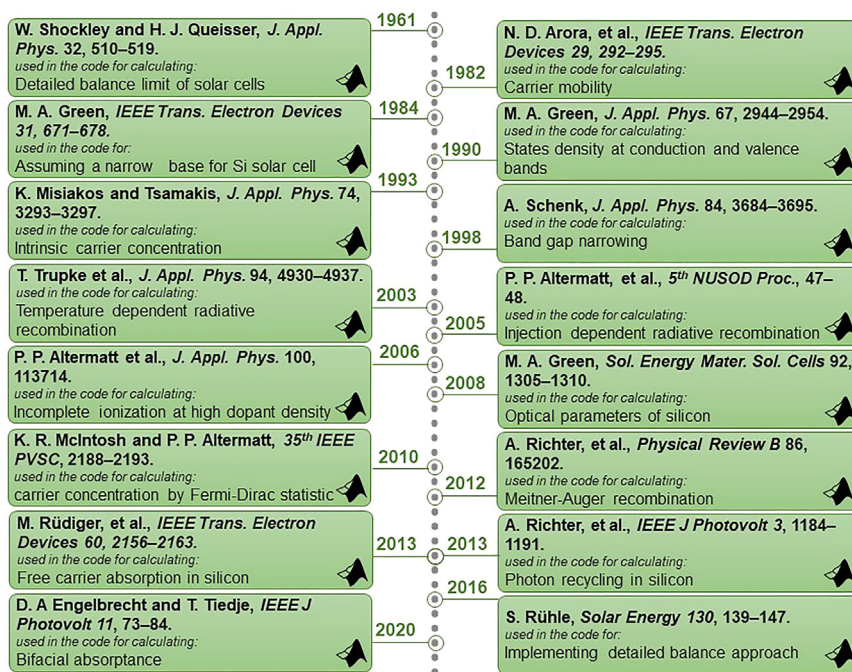 1961
W. Shockley and H. J. Queisser, J. Appl.
Phys. 32, 510–519.
used in the code for calculating:
Detailed balance limit of solar cells
N. D. Arora, et al., IEEE Trans. Electron
Devices 29, 292–295.
used in the code for calculating:
Carrier mobility
1982
M. A. Green, IEEE Trans. Electron Devices
31, 671–678.
used in the code for:
Assuming a narrow base for Si solar cell
1984
M. A. Green, J. Appl. Phys. 67, 2944–2954.
used in the code for calculating:
States density at conduction and valence
bands
1990
K. Misiakos and Tsamakis, J. Appl. Phys. 74,
3293–3297.
used in the code for calculating:
Intrinsic carrier concentration
1993
A. Schenk, J. Appl. Phys. 84, 3684–3695.
used in the code for calculating:
Band gap narrowing
1998
T. Trupke et al., J. Appl. Phys. 94, 4930–4937.
used in the code for calculating:
Temperature dependent radiative
recombination
2003
P. P. Altermatt, et al., 5th NUSOD Proc., 47–
48.
used in the code for calculating:
Injection dependent radiative recombination
2005
P. P. Altermatt et al., J. Appl. Phys. 100,
113714.
used in the code for calculating:
Incomplete ionization at high dopant density
2006
M. A. Green, Sol. Energy Mater. Sol. Cells 92,
1305–1310.
used in the code for calculating:
Optical parameters of silicon
2008
K. R. McIntosh and P. P. Altermatt, 35th IEEE
PVSC, 2188–2193.
used in the code for calculating:
carrier concentration by Fermi-Dirac statistic
2010
A. Richter, et al., Physical Review B 86,
165202.
used in the code for calculating:
Meitner-Auger recombination
2012
M. Rüdiger, et al., IEEE Trans. Electron
Devices 60, 2156–2163.
used in the code for calculating:
Free carrier absorption in silicon
2013
A. Richter, et al., IEEE J Photovolt 3, 1184–
1191.
used in the code for calculating:
Photon recycling in silicon
2013
2016
S. Rühle, Solar Energy 130, 139–147.
used in the code for:
Implementing detailed balance approach
D. A Engelbrecht and T. Tiedje, IEEE J
Photovolt 11, 73–84.
used in the code for calculating:
Bifacial absorptance
2020